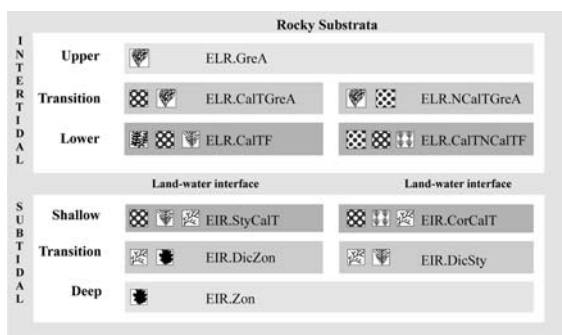 Rocky Substrata
INTERTIDAL
Upper ELR.GreA
Transition ELR.CalTGreA ELR.NCalTGreA
Lower ELR.CalTF ELR.CalTNCalTF
Land-water interface Land-water interface
SUBTIDAL
Shallow EIR.StyCalT EIR.CorCalT
Transition EIR.DicZon EIR.DicSty
Deep EIR.Zon